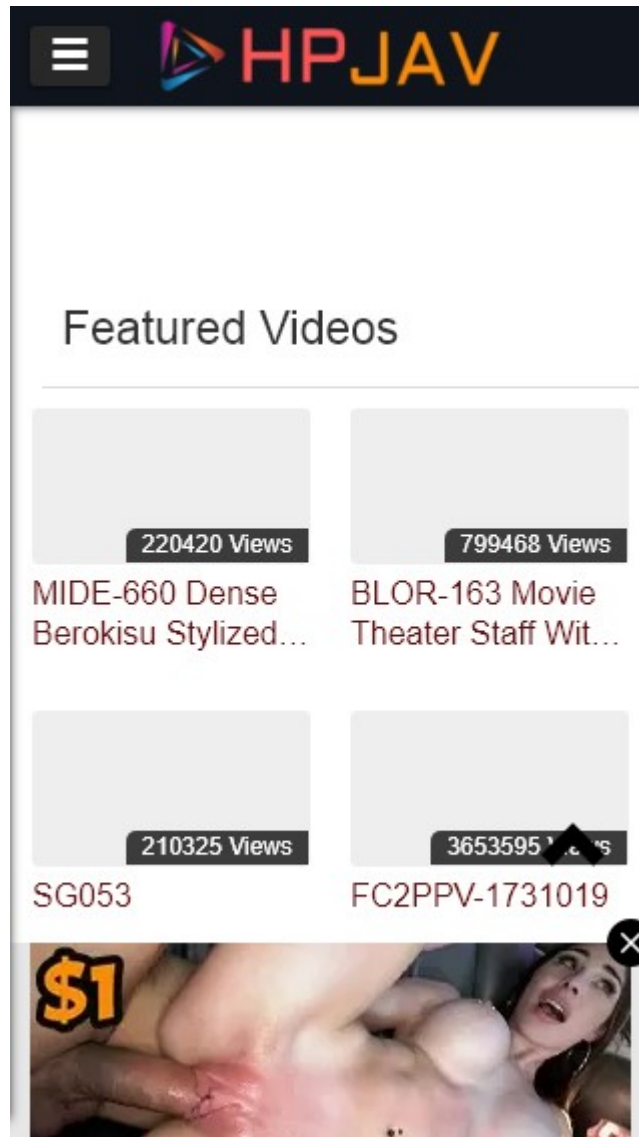 HPJAV
Featured Videos
220420 Views
799468 Views
MIDE-660 Dense
Berokisu Stylized...
BLOR-163 Movie
Theater Staff Wit...
210325 Views
3653595 Views
SG053
FC2PPV-1731019
$1